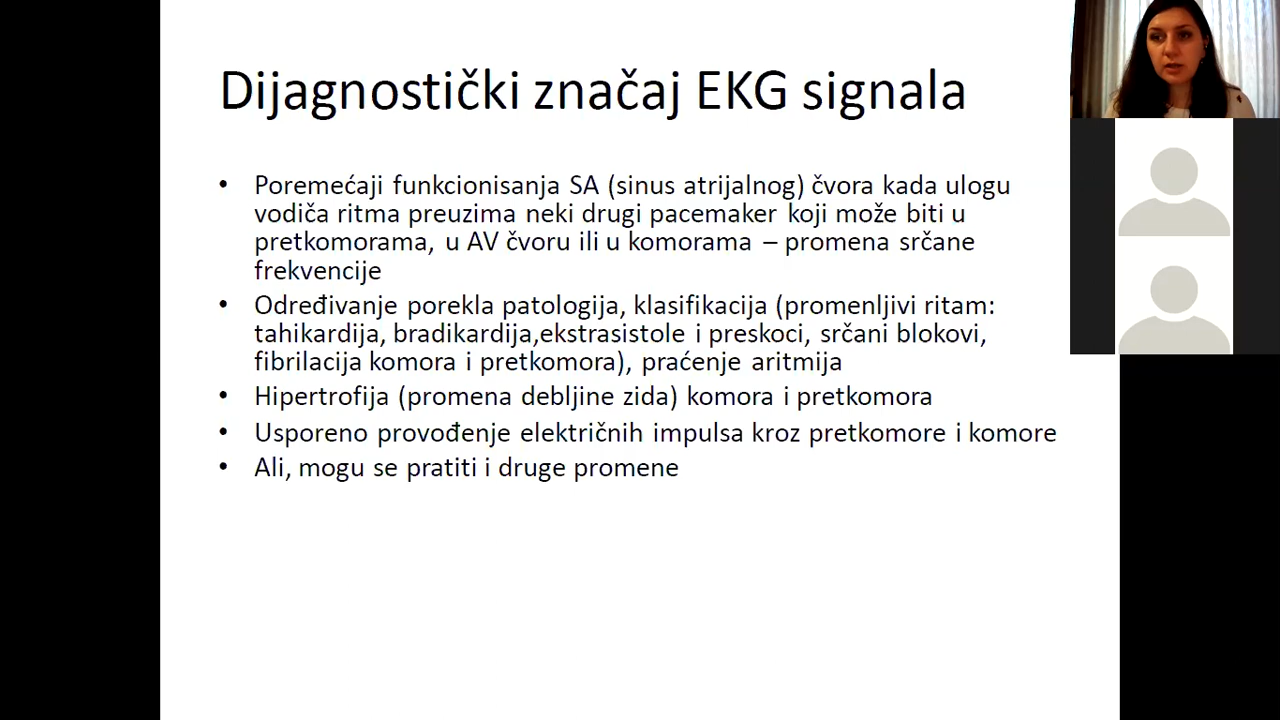 Dijagnostički značaj EKG signala
• Poremećaji funkcionisanja SA (sinus atrijalnog) čvora kada ulogu
vodiča ritma preuzima neki drugi pacemaker koji može biti u
pretkomorama, u AV čvoru ili u komorama – promena srčane
frekvencije
• Određivanje porekla patologija, klasifikacija (promenljivi ritam:
tahikardija, bradikardija,ekstrasistole i preskoci, srčani blokovi,
fibrilacija komora i pretkomora), praćenje aritmija
• Hipertrofija (promena debljine zida) komora i pretkomora
• Usporeno provođenje električnih impulsa kroz pretkomore i komore
• Ali, mogu se pratiti i druge promene